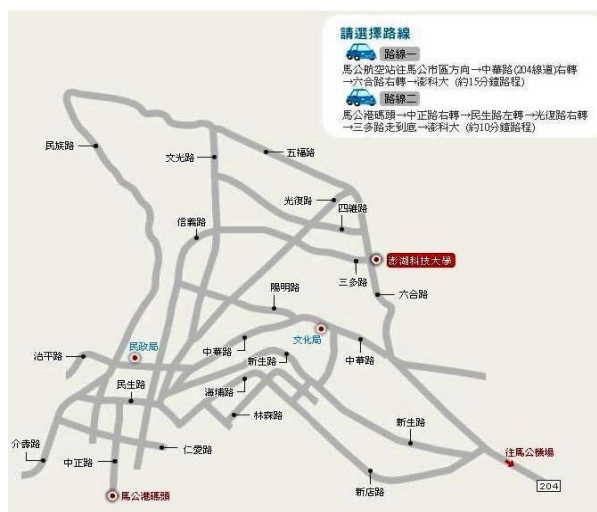 請選擇路線
路線一
馬公航空站往馬公市區方向→中華路(204線道)右轉
→六合路右轉→澎科大 (約15分鐘路程)
路線二
馬公港碼頭→中正路右轉→民生路左轉→光復路右轉
→三多路走到底→澎科大 (約10分鐘路程)
民族路
文光路
五福路
光復路
四維路
信義路
澎湖科技大學
三多路
六合路
陽明路
民政局
文化局
中華路
中華路
治平路
新生路
民生路
海埔路
林森路
新生路
介壽路
中正路
仁愛路
往馬公機場
新店路
204
馬公港碼頭